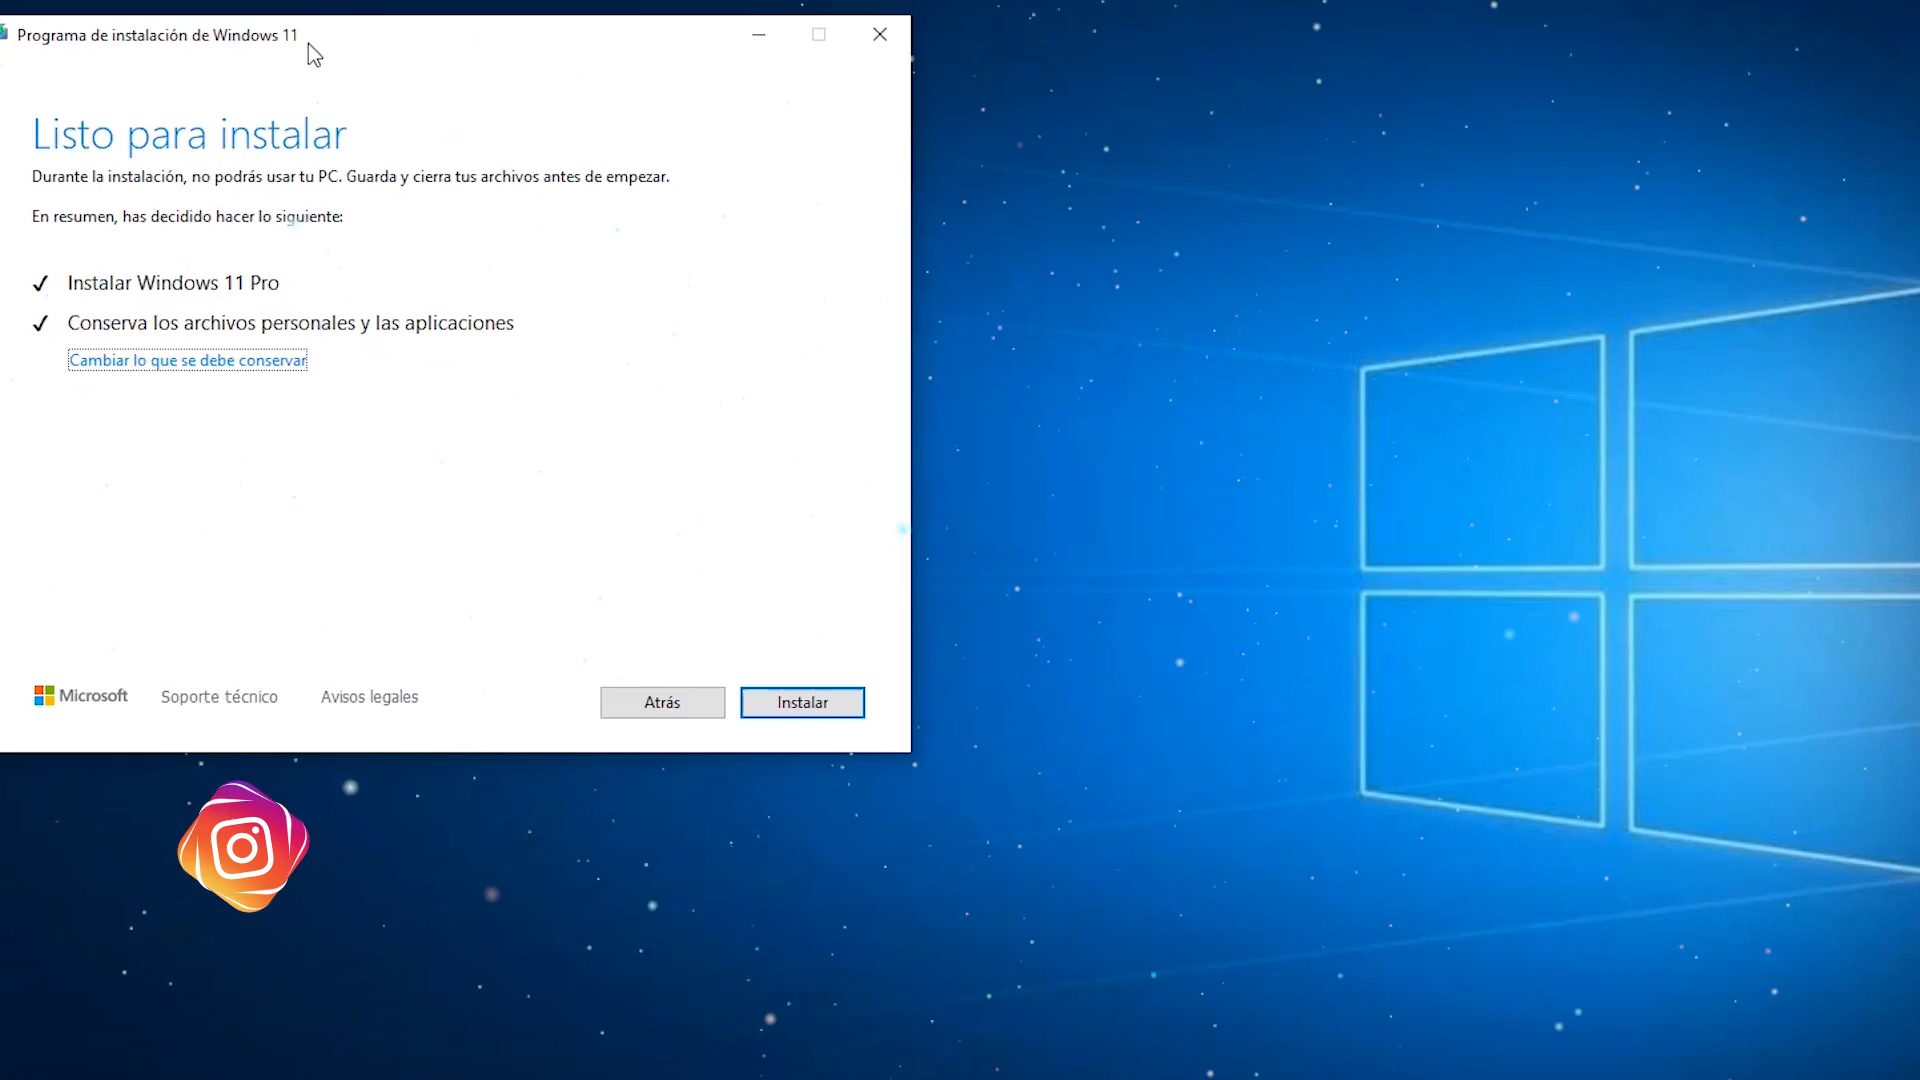 Programa de instalación de Windows 11
Listo para instalar
Durante la instalación, no podrás usar tu PC. Guarda y cierra tus archivos antes de empezar.
En resumen, has decidido hacer lo siguiente:
Instalar Windows 11 Pro
Conserva los archivos personales y las aplicaciones
Cambiar lo que se debe conservar
Microsoft
Soporte técnico
Avisos legales
Atrás
Instalar